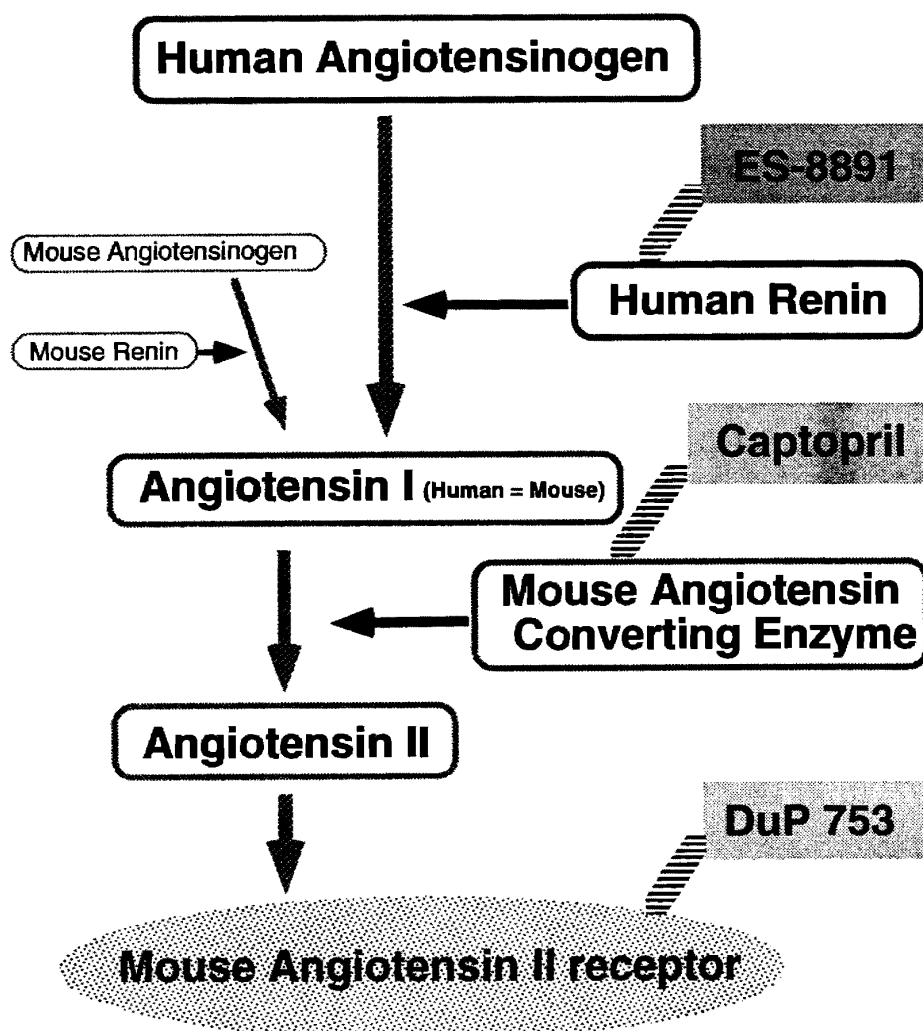 Human Angiotensinogen
ES-8891
Mouse Angiotensinogen
Human Renin
Mouse Renin
Captopril
Angiotensin I (Human = Mouse)
Mouse Angiotensin
Converting Enzyme
Angiotensin II
DuP 753
Mouse Angiotensin II receptor